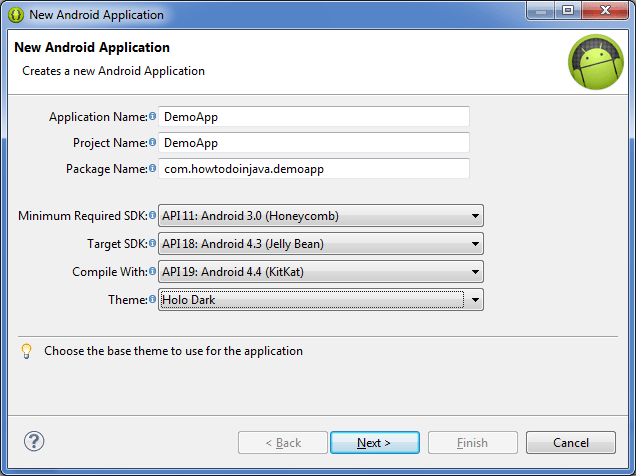 New Android Application
New Android Application
Creates a new Android Application
Application Name: DemoApp
Project Name: DemoApp
Package Name: com.howtodoinjava.demoapp
Minimum Required SDK: API 11: Android 3.0 (Honeycomb)
Target SDK: API 18: Android 4.3 (Jelly Bean)
Compile With: API 19: Android 4.4 (KitKat)
Theme: Holo Dark
Choose the base theme to use for the application
?
< Back Next > Finish Cancel